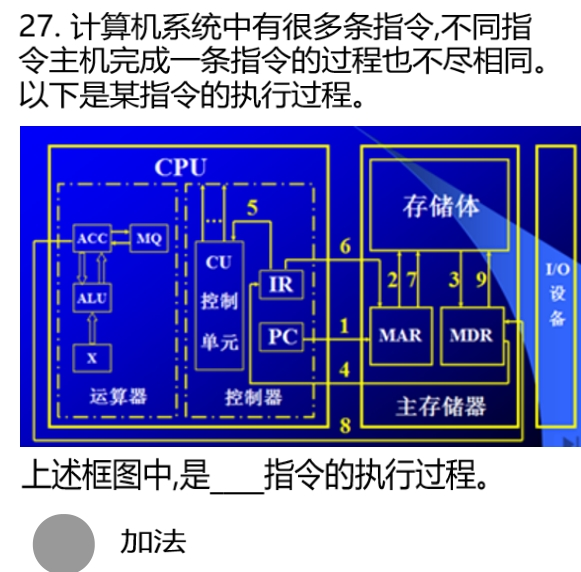 27. 计算机系统中有很多条指令,不同指
令主机完成一条指令的过程也不尽相同。
以下是某指令的执行过程。
CPU
存储体
5
...
ACC
MQ
CU
6
I/O
IR
2 7 3 9
设
ALU
控制
备
1
单元
PC
MAR
MDR
X
4
运算器
控制器
主存储器
8
上述框图中,是____指令的执行过程。
加法